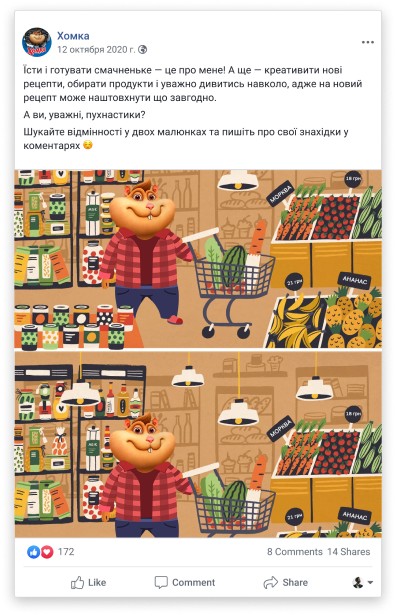 Хомка
12 октября 2020 г.
Їсти і готувати смачненьке — це про мене! А ще — креативити нові
рецепти, обирати продукти і уважно дивитись навколо, адже на новий
рецепт може наштовхнути що завгодно.
А ви, уважні, пухнастики?
Шукайте відмінності у двох малюнках та пишіть про свої знахідки у
коментарях
МОРКВА
18 грн
21 грн
АНАНАС
МОРКВА
18 грн
21 грн
АНАНАС
172
8 Comments 14 Shares
Like
Comment
Share